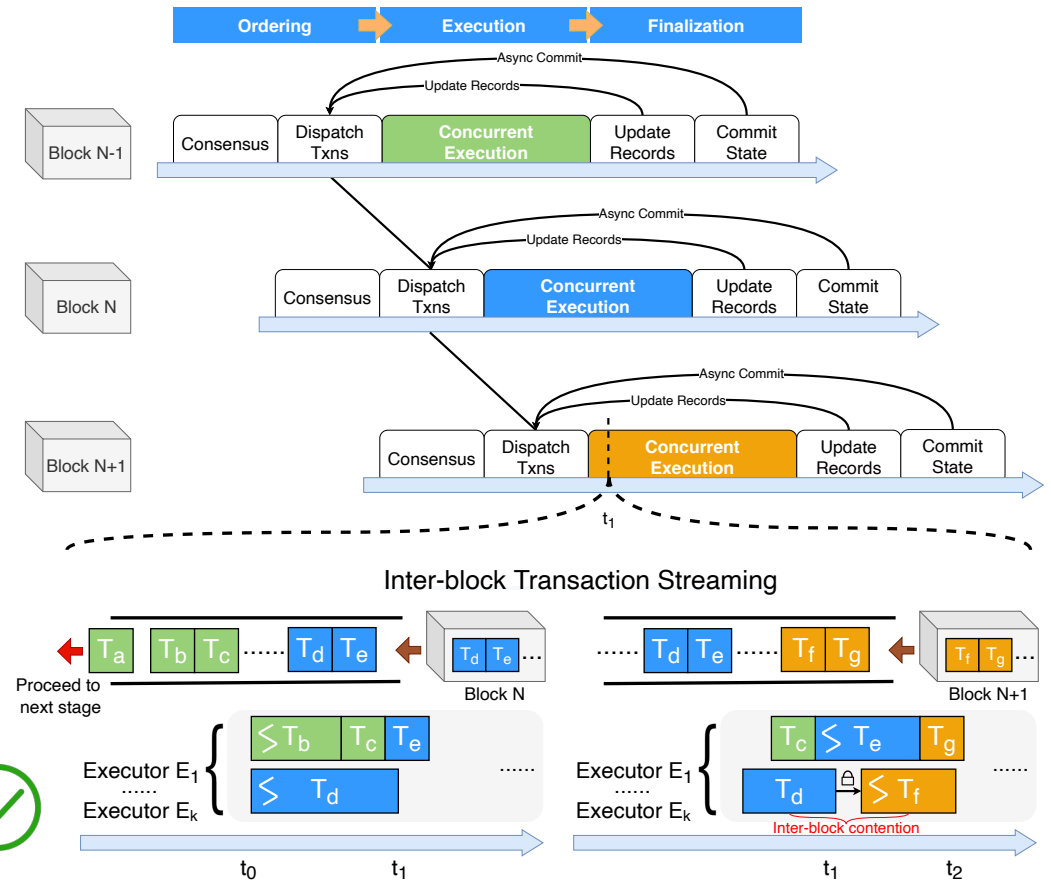 Ordering Execution Finalization
Async Commit
Update Records
Block N-1
Consensus
Dispatch
Txns
Concurrent
Execution
Update
Records
Commit
State
Async Commit
Update Records
Block N
Consensus
Dispatch
Txns
Concurrent
Execution
Update
Records
Commit
State
Async Commit
Update Records
Block N+1
Consensus
Dispatch
Txns
Concurrent
Execution
Update
Records
Commit
State
t1
Inter-block Transaction Streaming
Ta Tb Tc ...... Td Te
Td Te ...
Block N
Proceed to
next stage
...... Td Te ...... Tf Tg
Tf Tg ...
Block N+1
Executor E1
......
Executor Ek
Tb Tc Te
Td
......
t0 t1
Executor E1
......
Executor Ek
Tc Te Tg
Td Tf
......
Inter-block contention
t1 t2